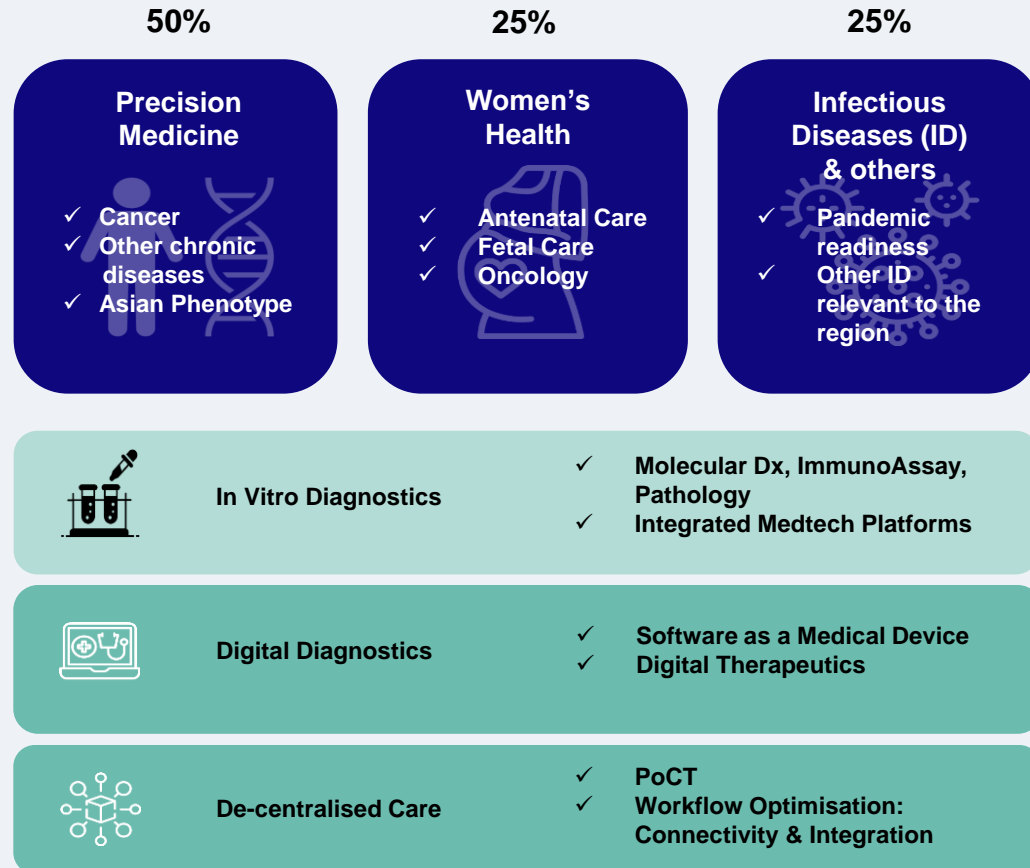 50%
25%
25%
Precision
Medicine
✓ Cancer
✓ Other chronic
diseases
✓ Asian Phenotype
Women's
Health
✓ Antenatal Care
✓ Fetal Care
✓ Oncology
Infectious
Diseases (ID)
& others
✓ Pandemic
readiness
✓ Other ID
relevant to the
region
In Vitro Diagnostics
✓ Molecular Dx, ImmunoAssay,
Pathology
✓ Integrated Medtech Platforms
Digital Diagnostics
✓ Software as a Medical Device
✓ Digital Therapeutics
De-centralised Care
✓ PoCT
✓ Workflow Optimisation:
Connectivity & Integration